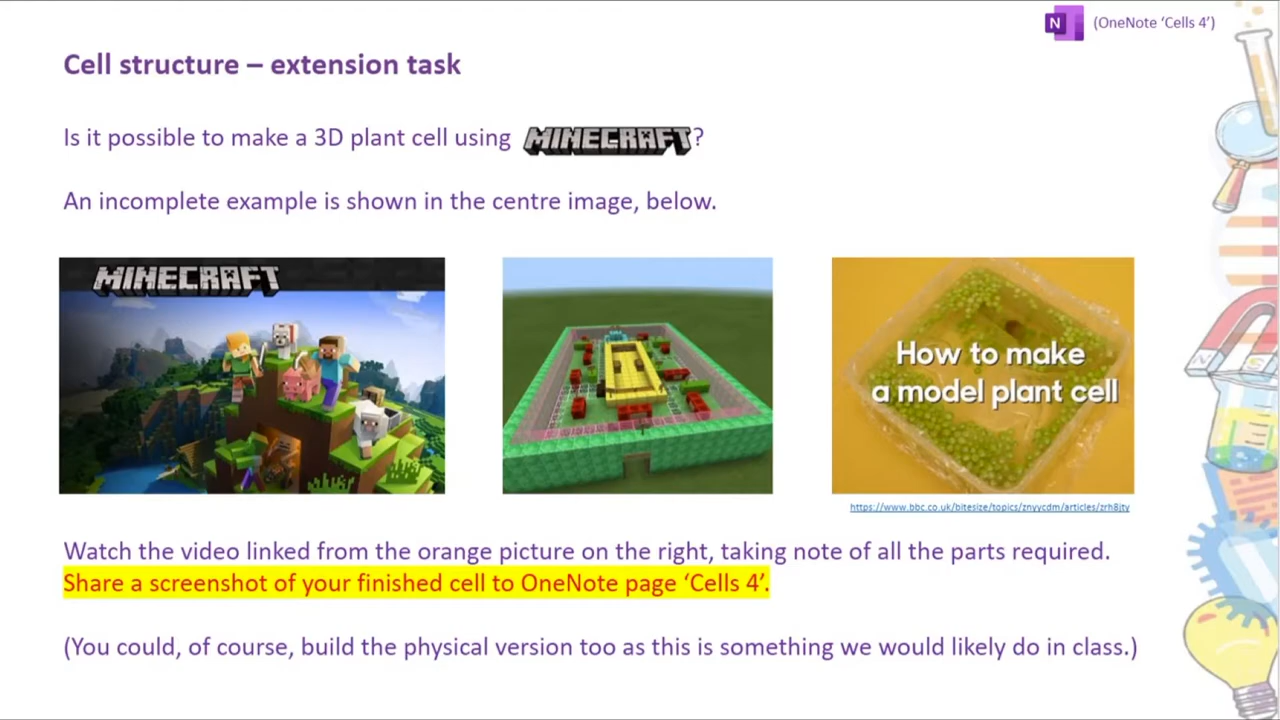 N (OneNote ‘Cells 4’)
Cell structure – extension task
Is it possible to make a 3D plant cell using MINECRAFT?
An incomplete example is shown in the centre image, below.
MINECRAFT
How to make
a model plant cell
https://www.bbc.co.uk/bitesize/topics/znyycdm/articles/zrh8jty
Watch the video linked from the orange picture on the right, taking note of all the parts required.
Share a screenshot of your finished cell to OneNote page ‘Cells 4’.
(You could, of course, build the physical version too as this is something we would likely do in class.)
N S